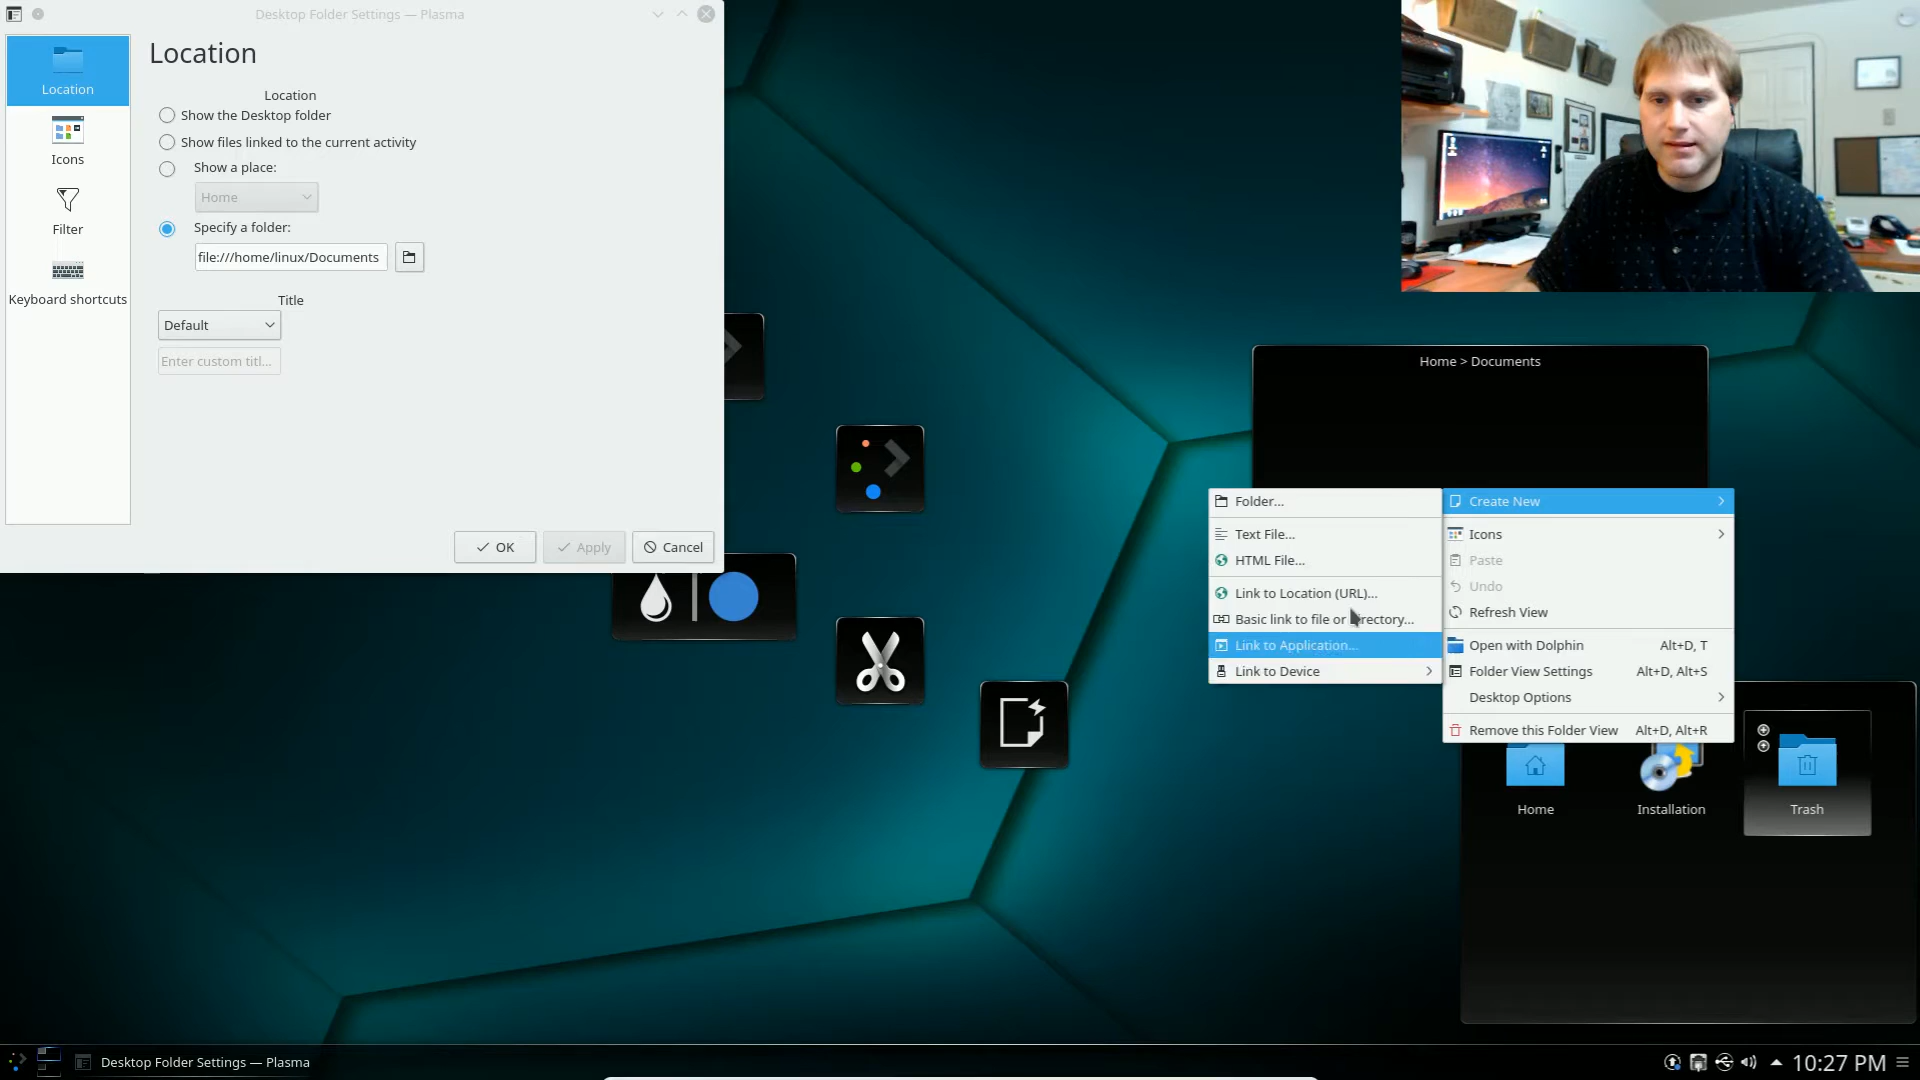 Desktop Folder Settings — Plasma
Location
Icons
Filter
Keyboard shortcuts
Location
Location
Show the Desktop folder
Show files linked to the current activity
Show a place:
Home
Specify a folder:
file:///home/linux/Documents
Title
Default
Enter custom titl...
OK
Apply
Cancel
Home > Documents
Folder...
Text File...
HTML File...
Link to Location (URL)...
Basic link to file or directory...
Link to Application...
Link to Device
Create New
Icons
Paste
Undo
Refresh View
Open with Dolphin Alt+D, T
Folder View Settings Alt+D, Alt+S
Desktop Options
Remove this Folder View Alt+D, Alt+R
Home
Installation
Trash
Desktop Folder Settings — Plasma
10:27 PM